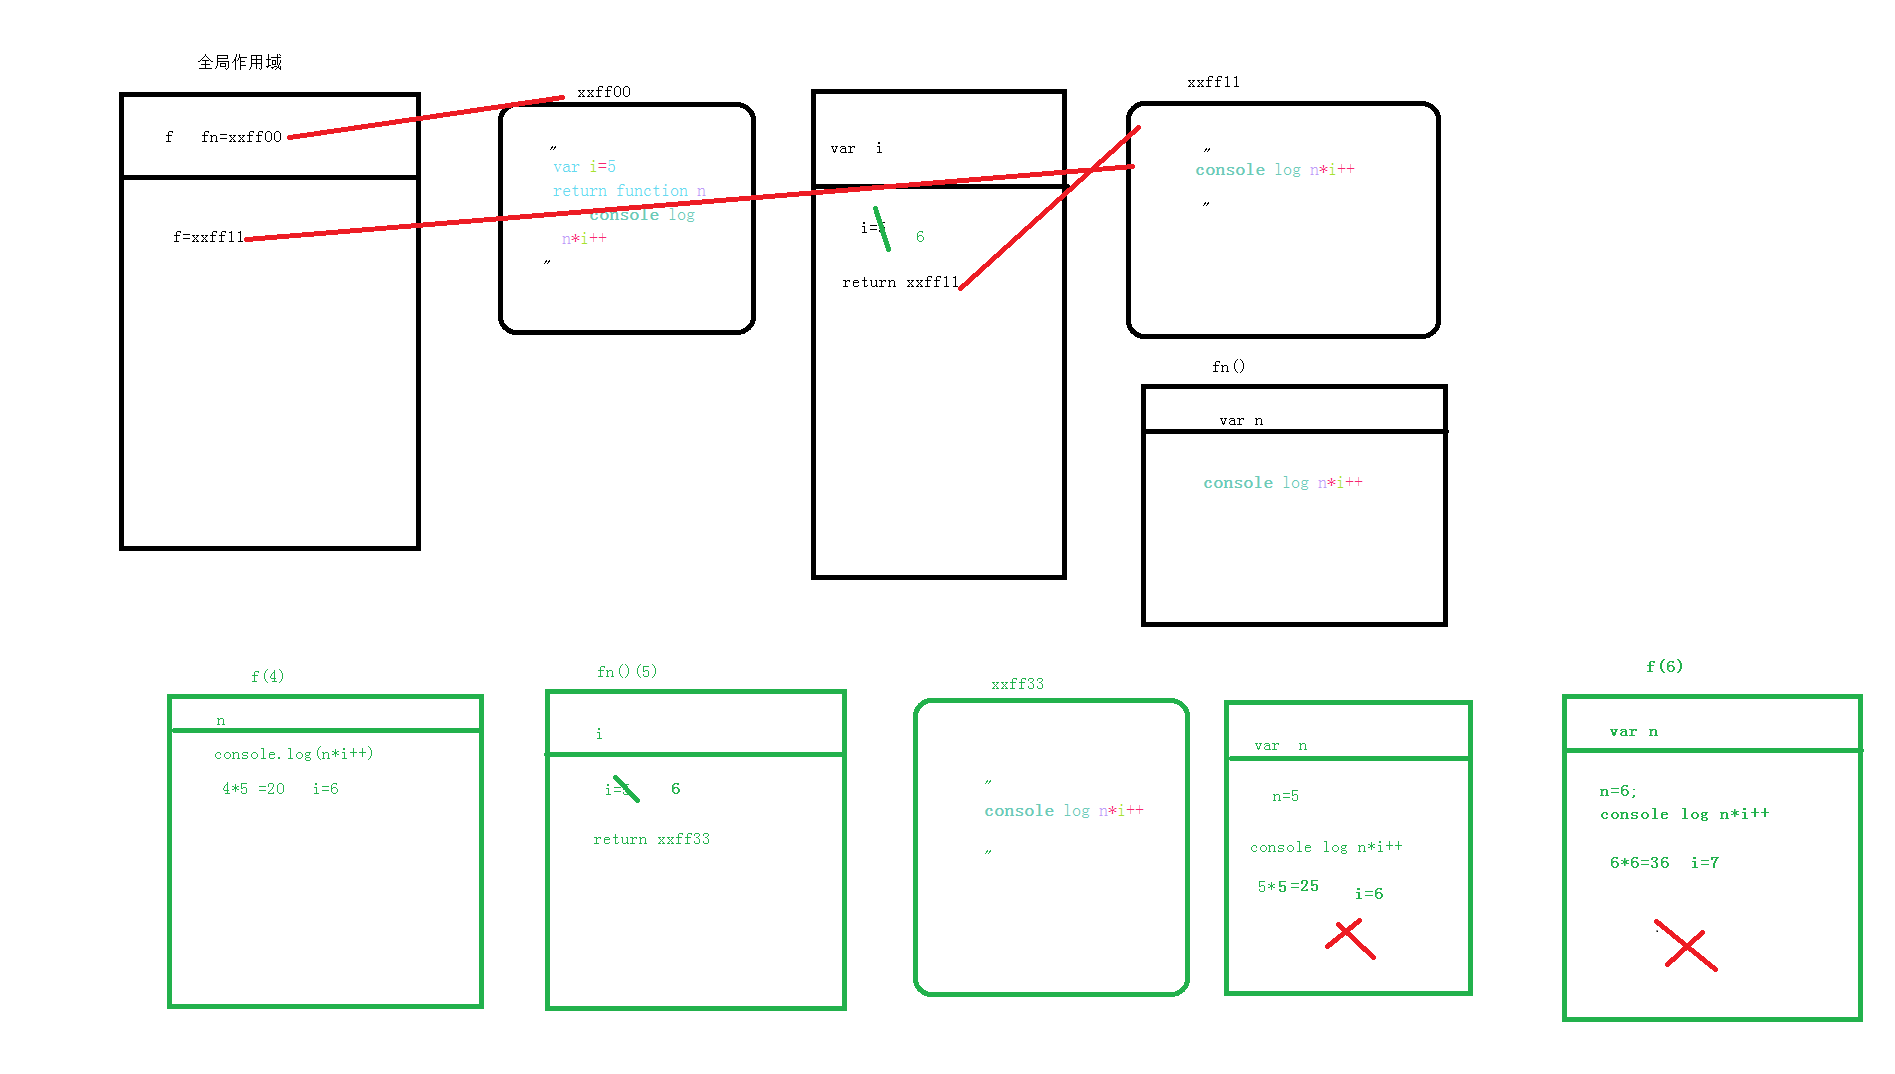 全局作用域
f fn=xxff00
f=xxff11
xxff00
"
var i=5
return function n
console log
n*i++
"
var i
i=
6
return xxff11
xxff11
"
console log n*i++
"
fn()
var n
console log n*i++
f(4)
n
console.log(n*i++)
4*5 =20 i=6
fn()(5)
i
i=5
6
return xxff33
xxff33
"
console log n*i++
"
var n
n=5
console log n*i++
5*5=25
i=6
f(6)
var n
n=6;
console log n*i++
6*6=36 i=7